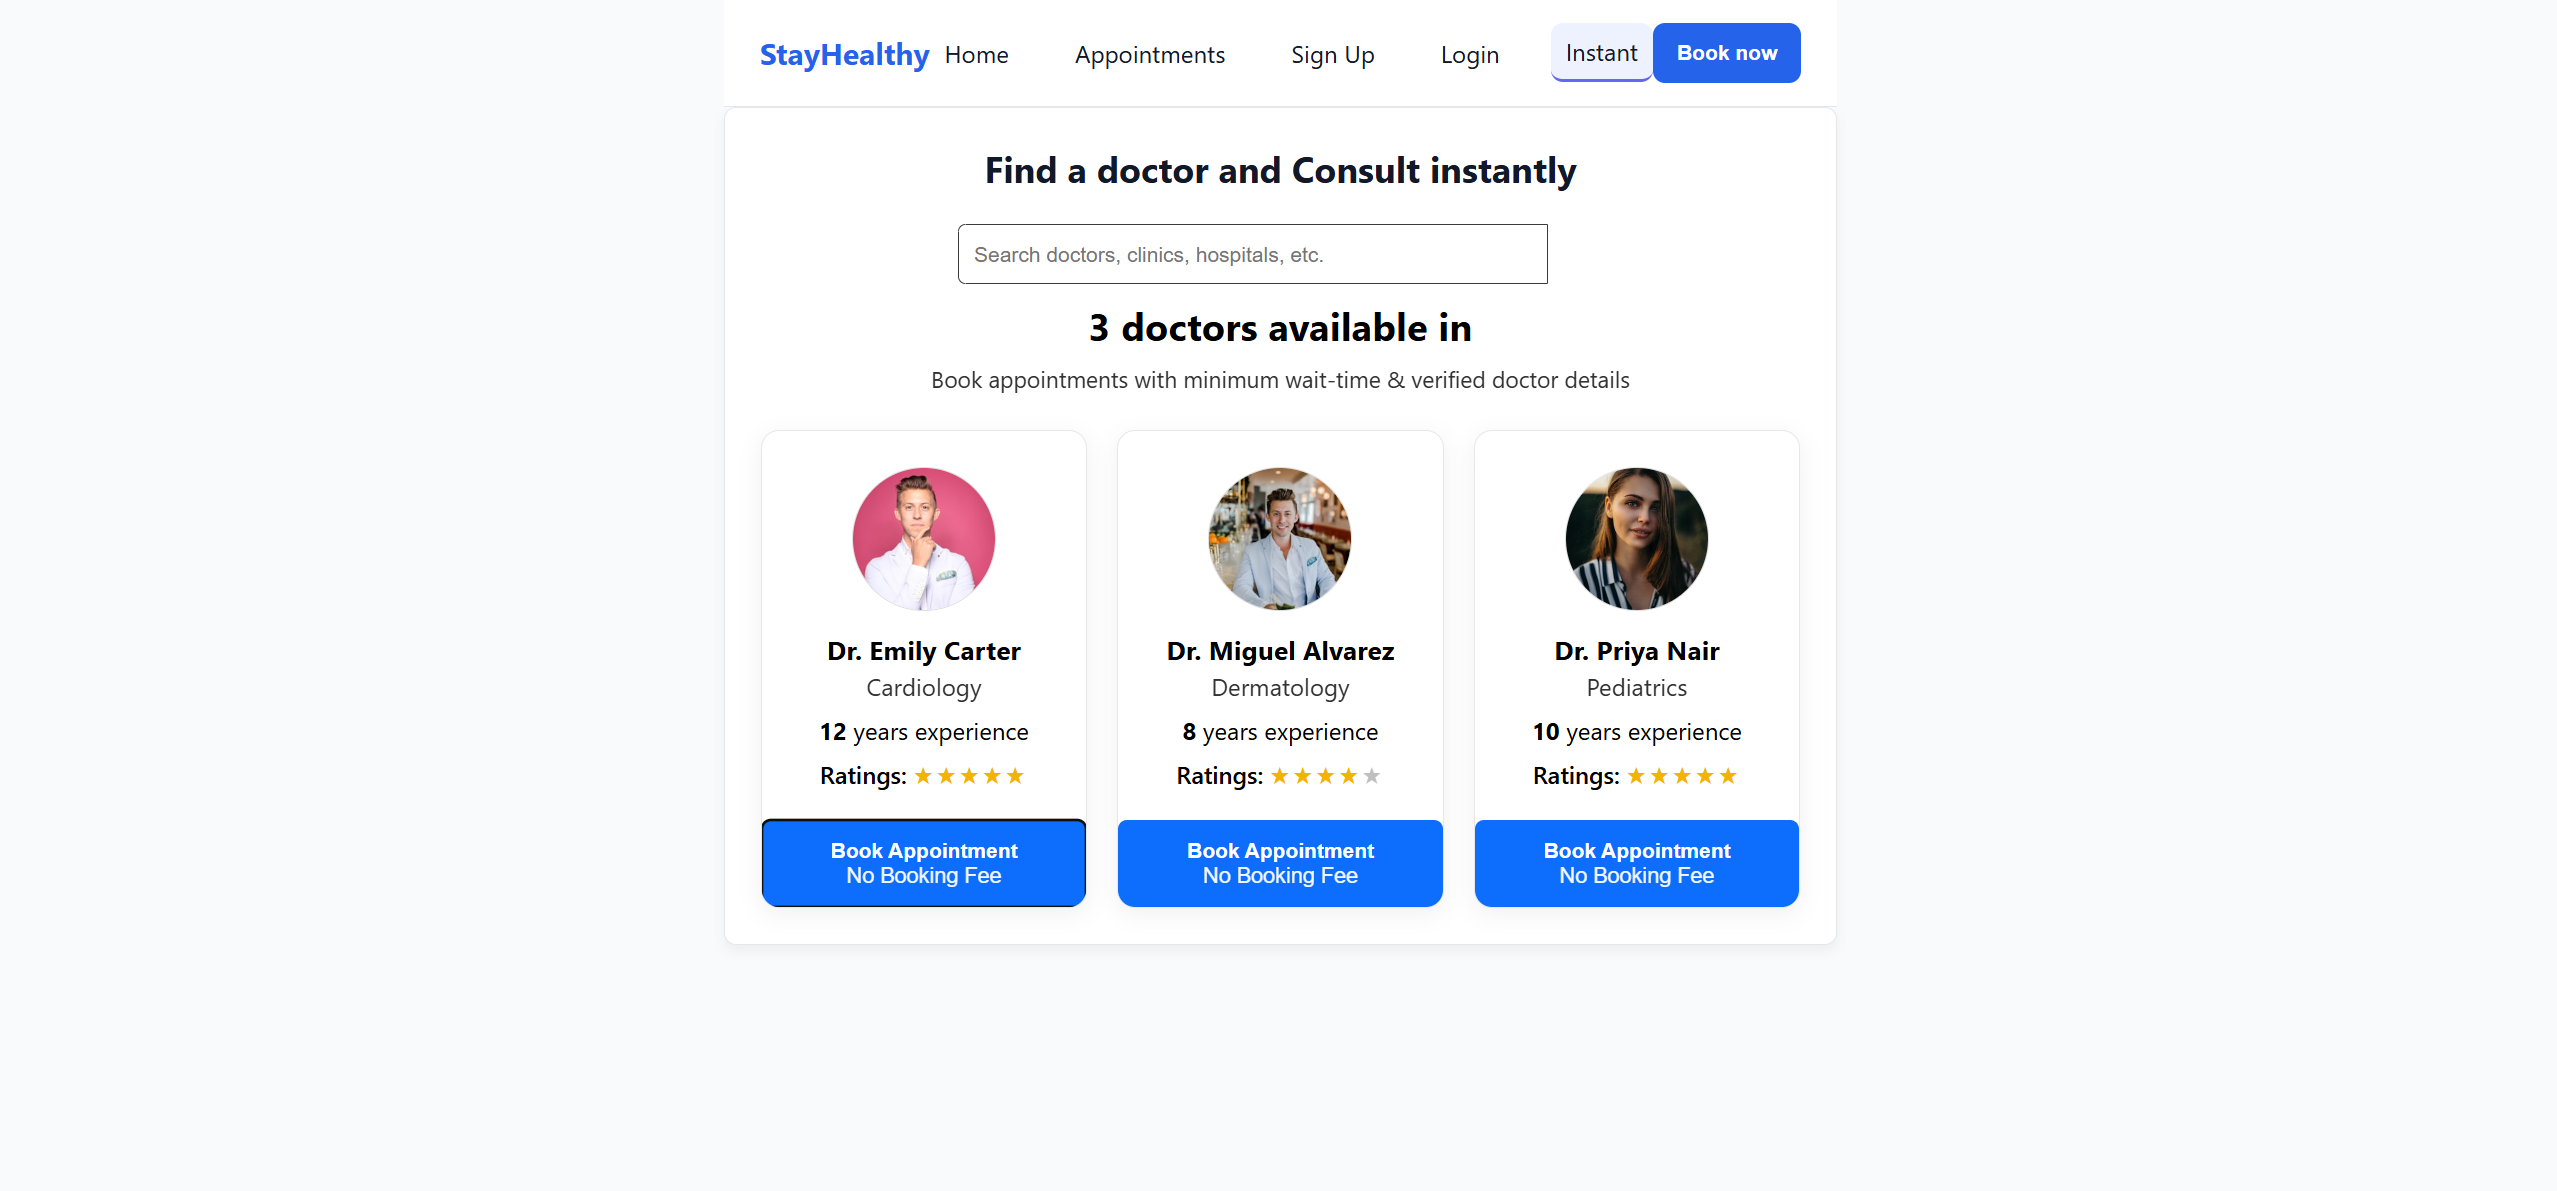 StayHealthy Home Appointments Sign Up Login Instant Book now
Find a doctor and Consult instantly
Search doctors, clinics, hospitals, etc.
3 doctors available in
Book appointments with minimum wait-time & verified doctor details
Dr. Emily Carter
Cardiology
12 years experience
Ratings: ★★★★★
Book Appointment
No Booking Fee
Dr. Miguel Alvarez
Dermatology
8 years experience
Ratings: ★★★★★
Book Appointment
No Booking Fee
Dr. Priya Nair
Pediatrics
10 years experience
Ratings: ★★★★★
Book Appointment
No Booking Fee